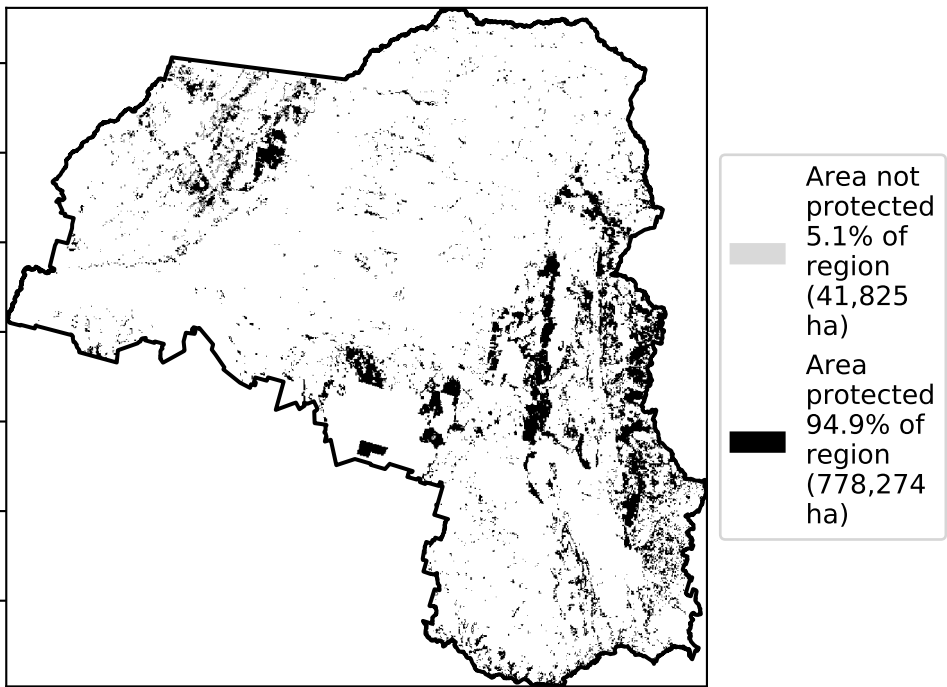 Area not
protected
5.1% of
region
(41,825
ha)
Area
protected
94.9% of
region
(778,274
ha)